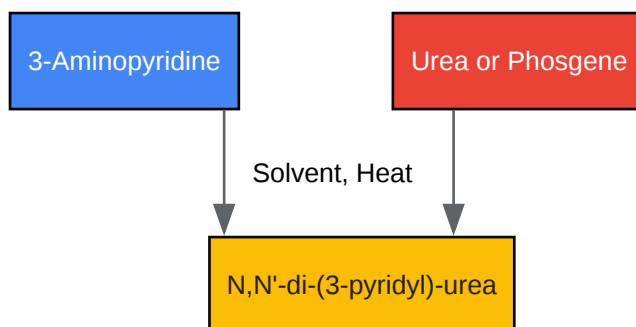 3-Aminopyridine
Urea or Phosgene
Solvent, Heat
N,N'-di-(3-pyridyl)-urea